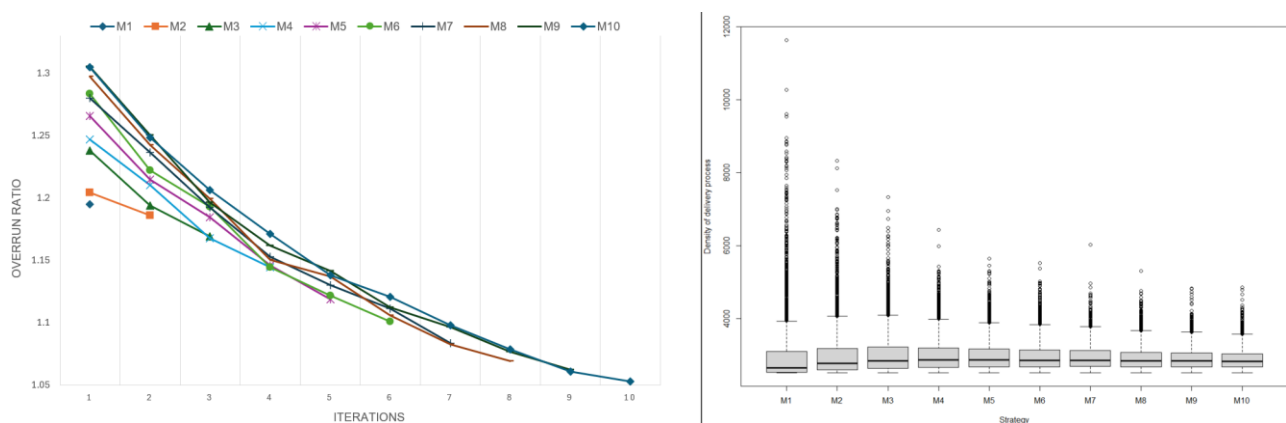 M1 M2 M3 M4 M5 M6 M7 M8 M9 M10
1.3
1.25
1.2
1.15
1.1
1.05
OVERRUN RATIO
1 2 3 4 5 6 7 8 9 10
ITERATIONS
12000
10000
8000
6000
4000
Density of delivery process
M1 M2 M3 M4 M5 M6 M7 M8 M9 M10
Strategy